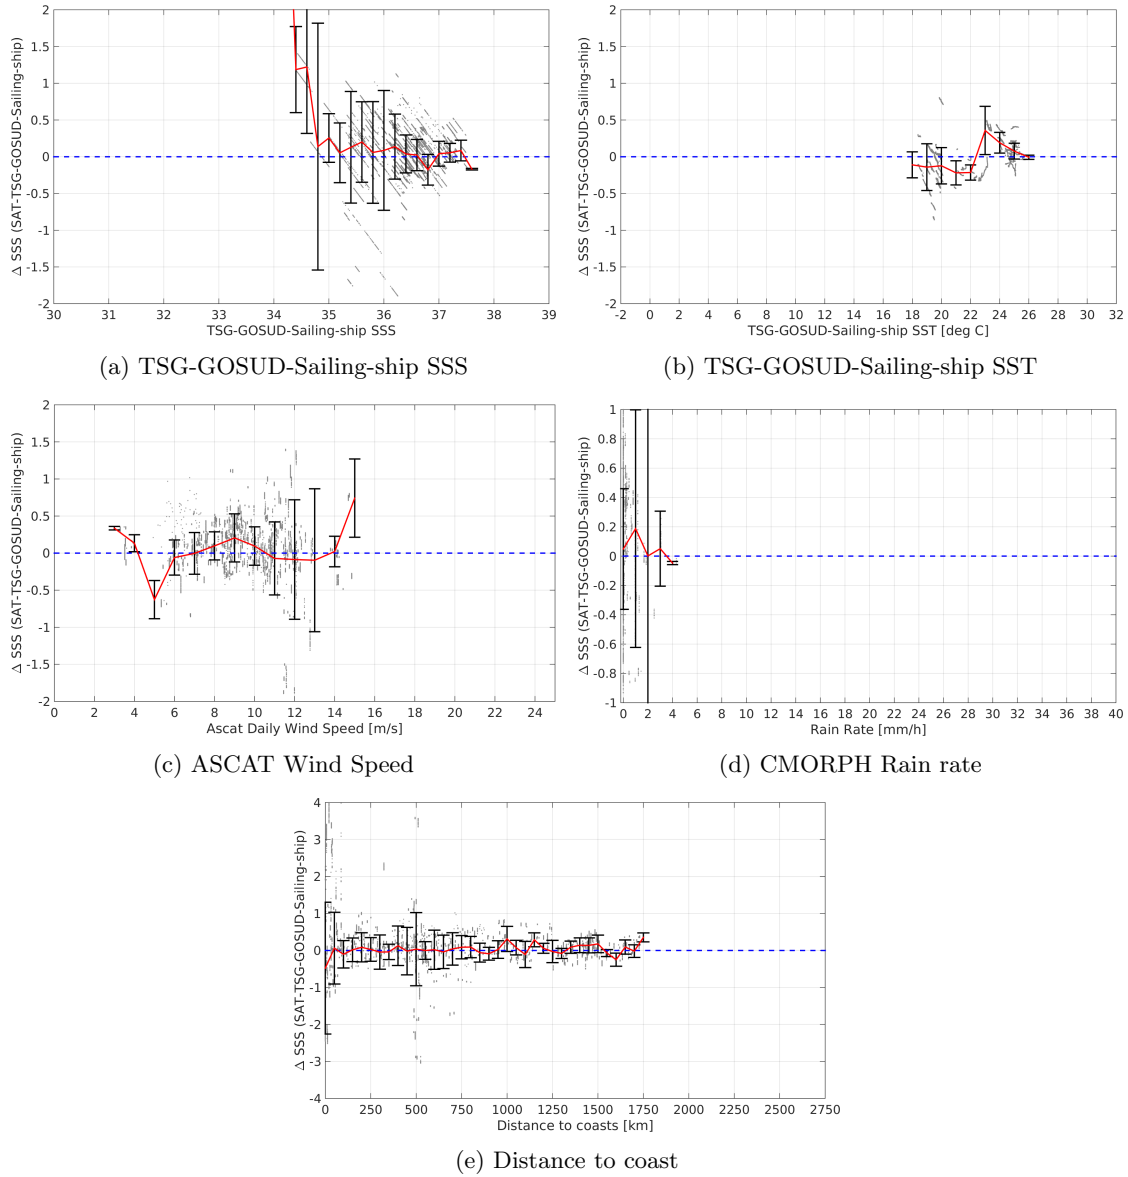 2
1.5
1
0.5
0
-0.5
-1
-1.5
-2
Δ SSS (SAT-TSG-GOSUD-Sailing-ship)
30 31 32 33 34 35 36 37 38 39
TSG-GOSUD-Sailing-ship SSS
(a) TSG-GOSUD-Sailing-ship SSS
2
1.5
1
0.5
0
-0.5
-1
-1.5
-2
Δ SSS (SAT-TSG-GOSUD-Sailing-ship)
-2 0 2 4 6 8 10 12 14 16 18 20 22 24 26 28 30 32
TSG-GOSUD-Sailing-ship SST [deg C]
(b) TSG-GOSUD-Sailing-ship SST
2
1.5
1
0.5
0
-0.5
-1
-1.5
-2
Δ SSS (SAT-TSG-GOSUD-Sailing-ship)
0 2 4 6 8 10 12 14 16 18 20 22 24
Ascat Daily Wind Speed [m/s]
(c) ASCAT Wind Speed
1
0.8
0.6
0.4
0.2
0
-0.2
-0.4
-0.6
-0.8
-1
Δ SSS (SAT-TSG-GOSUD-Sailing-ship)
0 2 4 6 8 10 12 14 16 18 20 22 24 26 28 30 32 34 36 38 40
Rain Rate [mm/h]
(d) CMORPH Rain rate
4
3
2
1
0
-1
-2
-3
-4
Δ SSS (SAT-TSG-GOSUD-Sailing-ship)
0 250 500 750 1000 1250 1500 1750 2000 2250 2500 2750
Distance to coasts [km]
(e) Distance to coast